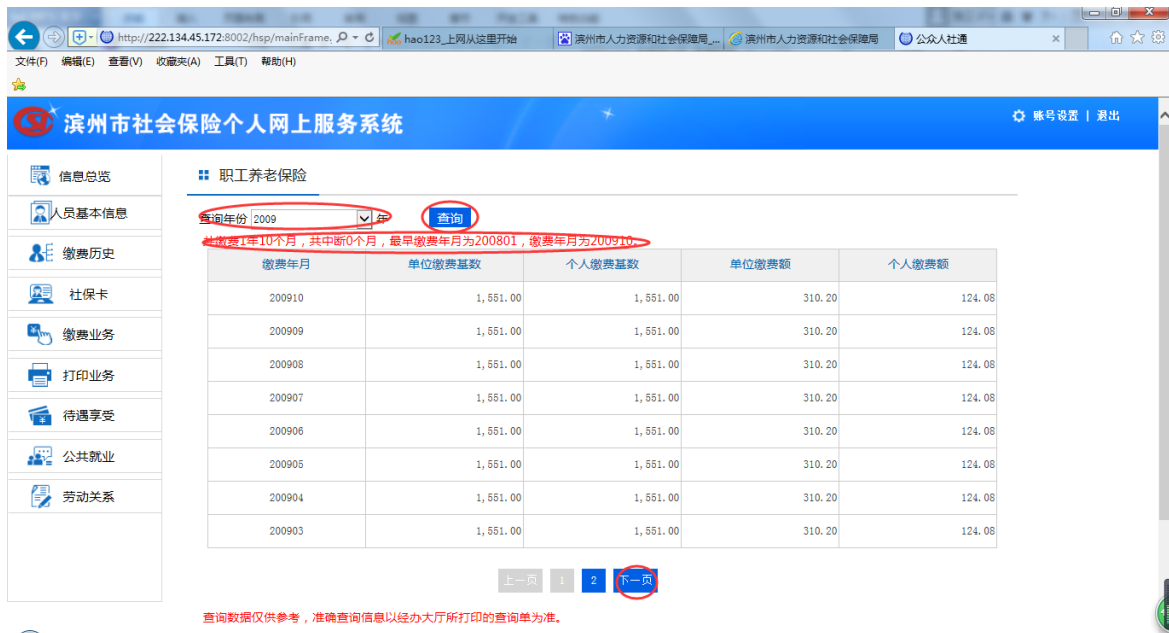 http://222.134.45.172:8002/hsp/mainFrame.
hao123_上网从这里开始
滨州市人力资源和社会保障局_...
滨州市人力资源和社会保障局
公众人社通
文件(F) 编辑(E) 查看(V) 收藏夹(A) 工具(T) 帮助(H)
滨州市社会保险个人网上服务系统
账号设置 | 退出
信息总览
人员基本信息
缴费历史
社保卡
缴费业务
打印业务
待遇享受
公共就业
劳动关系
职工养老保险
查询年份 2009 年 查询
缴费1年10个月，共中断0个月，最早缴费年月为200801，缴费年月为200910。
缴费年月 单位缴费基数 个人缴费基数 单位缴费额 个人缴费额
200910 1,551.00 1,551.00 310.20 124.08
200909 1,551.00 1,551.00 310.20 124.08
200908 1,551.00 1,551.00 310.20 124.08
200907 1,551.00 1,551.00 310.20 124.08
200906 1,551.00 1,551.00 310.20 124.08
200905 1,551.00 1,551.00 310.20 124.08
200904 1,551.00 1,551.00 310.20 124.08
200903 1,551.00 1,551.00 310.20 124.08
上一页 1 2 下一页
查询数据仅供参考，准确查询信息以经办大厅所打印的查询单为准。